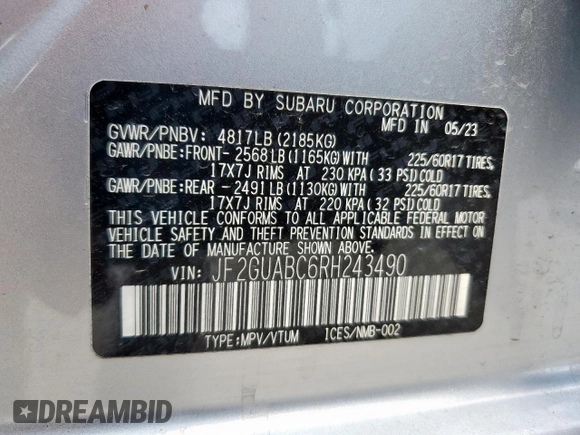 MFD BY SUBARU CORPORATION
GVWR/PNBV: 4817LB (2185KG) MFD IN 05/23
GAWR/PNBE:FRONT- 2568LB(1165KG)WITH 225/60R17 TIRES,
17X7J RIMS AT 230 KPA ( 33 PSI)COLD
GAWR/PNBE:REAR - 2491LB(1130KG)WITH 225/60R17 TIRES,
17X7J RIMS AT 220 KPA ( 32 PSI)COLD
THIS VEHICLE CONFORMS TO ALL APPLICABLE FEDERAL MOTOR
VEHICLE SAFETY AND THEFT PREVENTION STANDARDS IN EFFECT ON
THE DATE OF MANUFACTURE SHOWN ABOVE.
VIN: JF2GUABC6RH243490
TYPE:MPV/VTUM ICES/NMB-002
DREAMBID